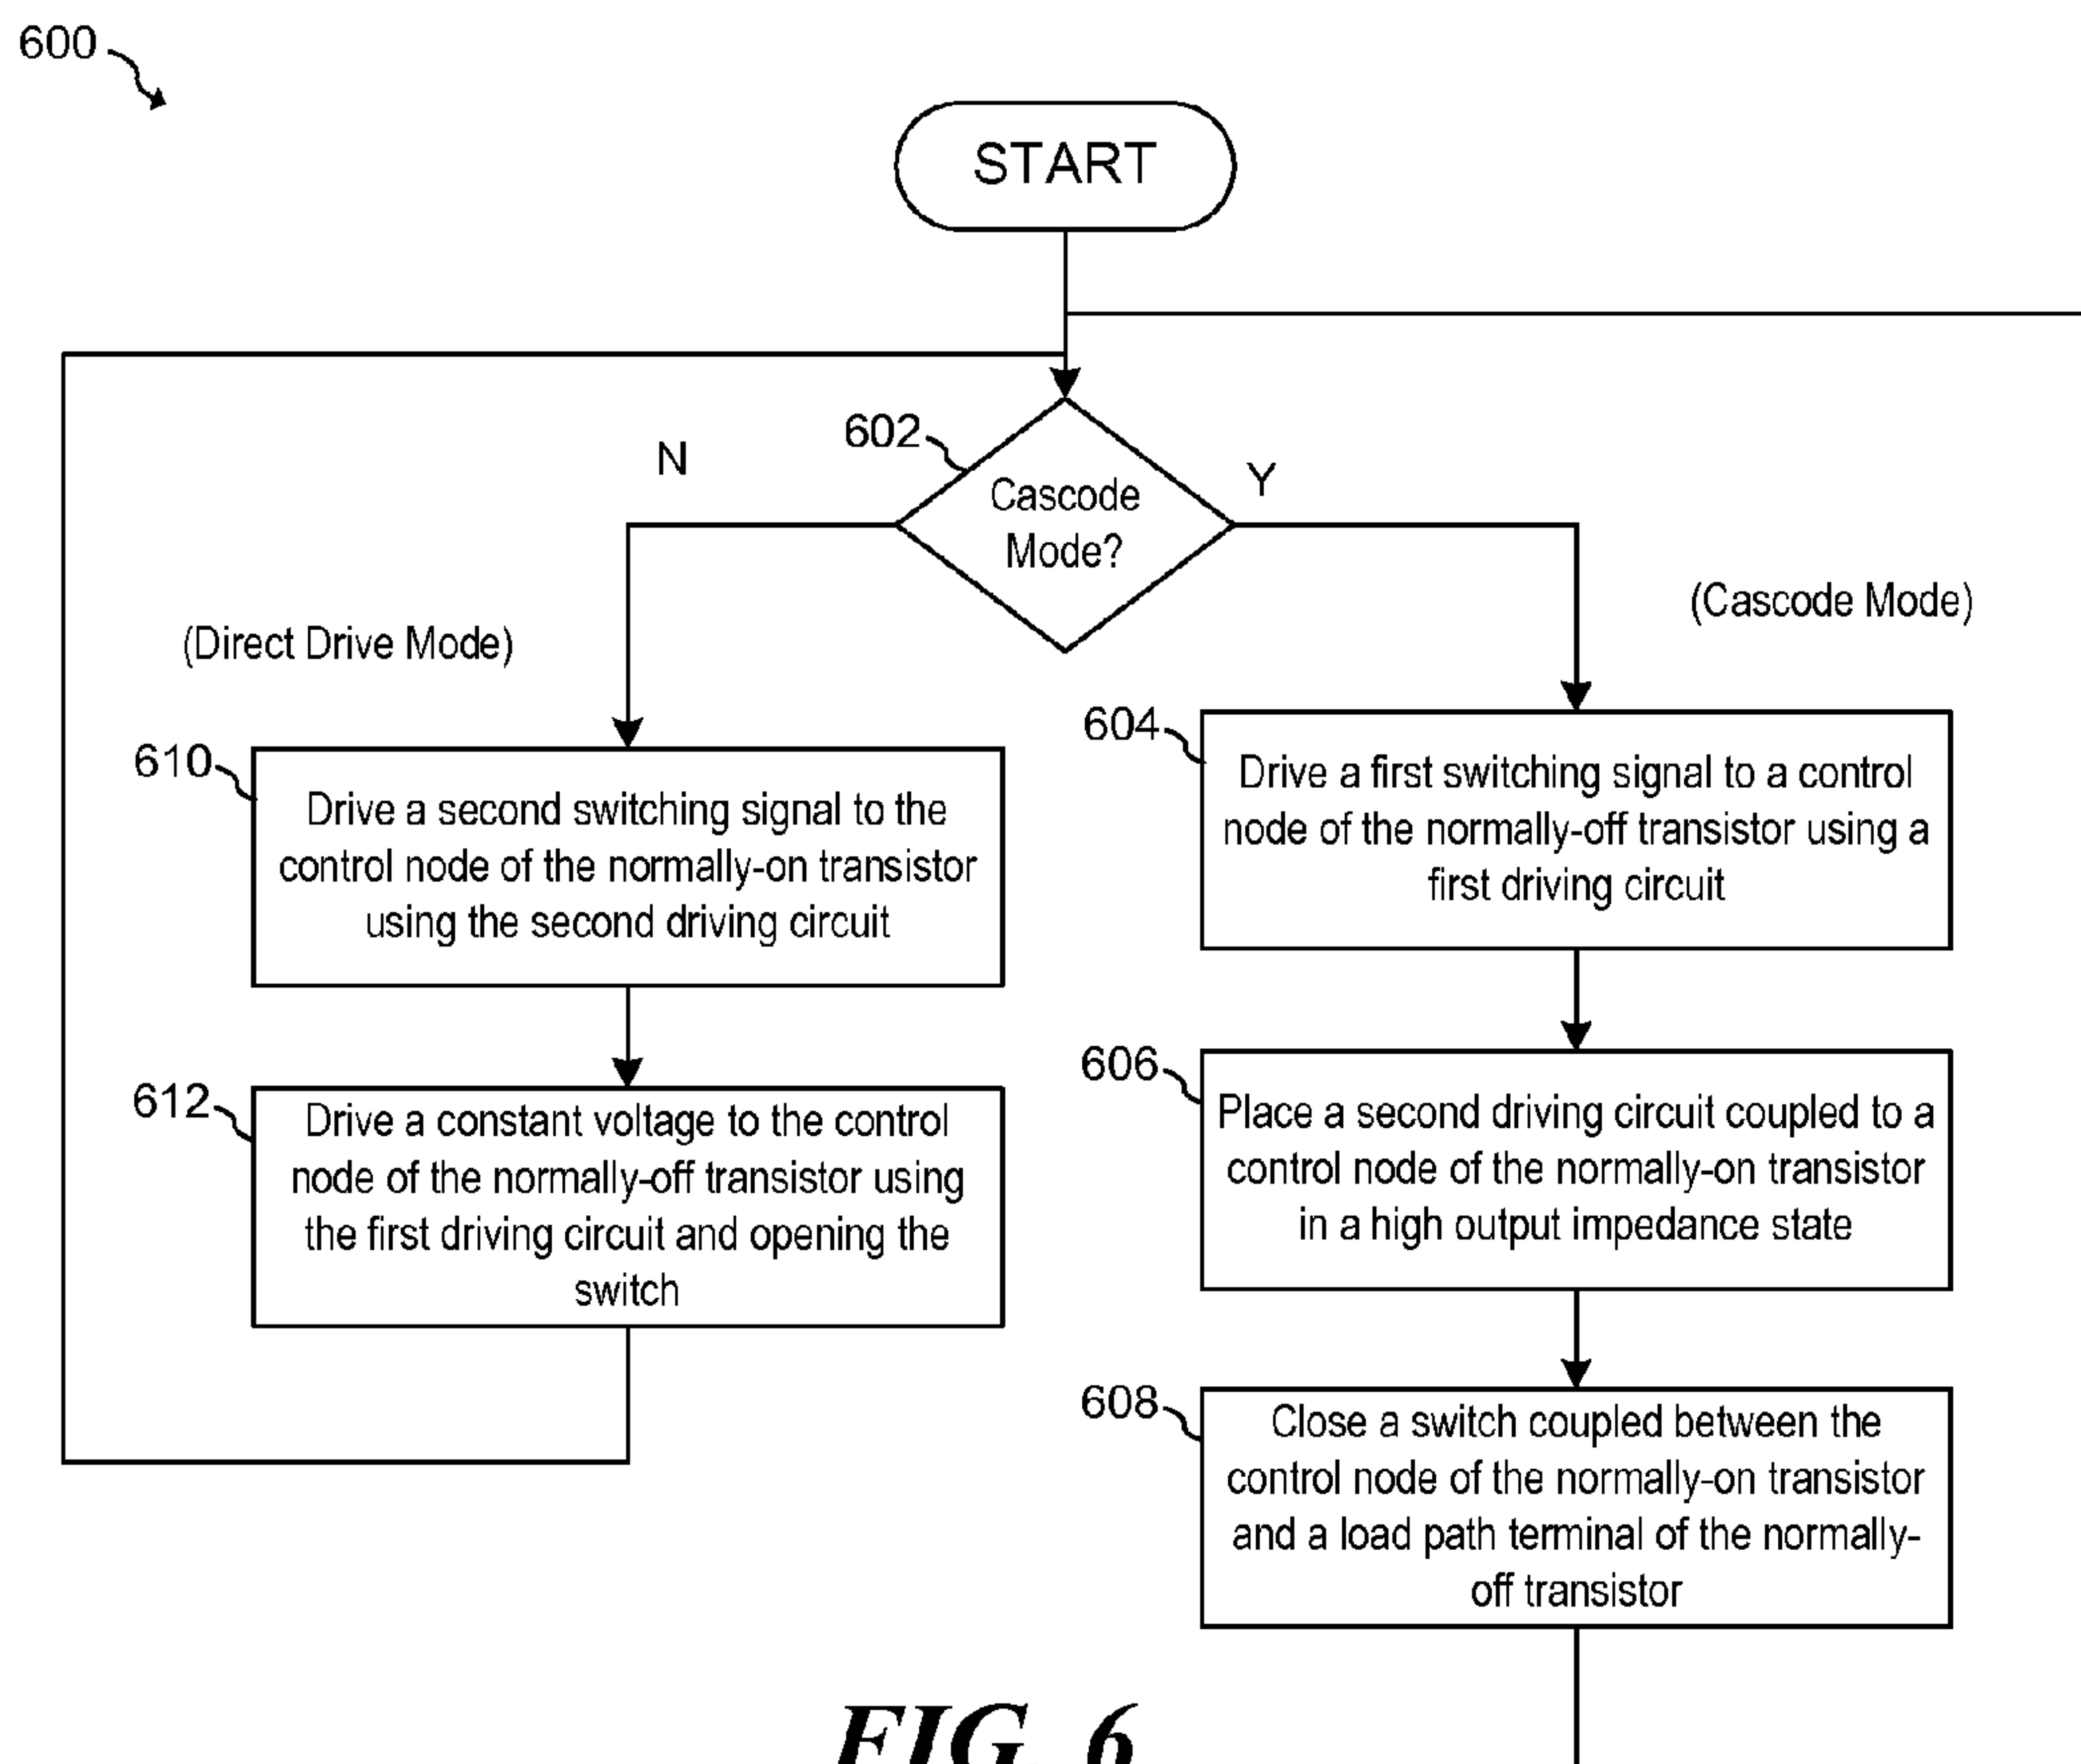 600
START
602
N
Y
Cascode
Mode?
(Direct Drive Mode)
(Cascode Mode)
610
Drive a second switching signal to the
control node of the normally-on transistor
using the second driving circuit
612
Drive a constant voltage to the control
node of the normally-off transistor using
the first driving circuit and opening the
switch
604
Drive a first switching signal to a control
node of the normally-off transistor using a
first driving circuit
606
Place a second driving circuit coupled to a
control node of the normally-on transistor
in a high output impedance state
608
Close a switch coupled between the
control node of the normally-on transistor
and a load path terminal of the normally-
off transistor
FIG. 6